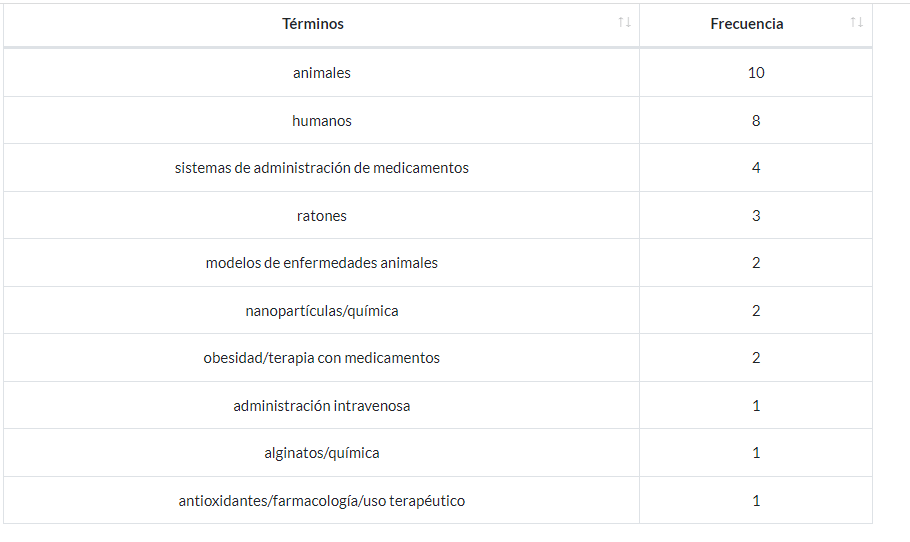 Términos ↑↓ Frecuencia ↑↓
animales 10
humanos 8
sistemas de administración de medicamentos 4
ratones 3
modelos de enfermedades animales 2
nanopartículas/química 2
obesidad/terapia con medicamentos 2
administración intravenosa 1
alginatos/química 1
antioxidantes/farmacología/uso terapéutico 1